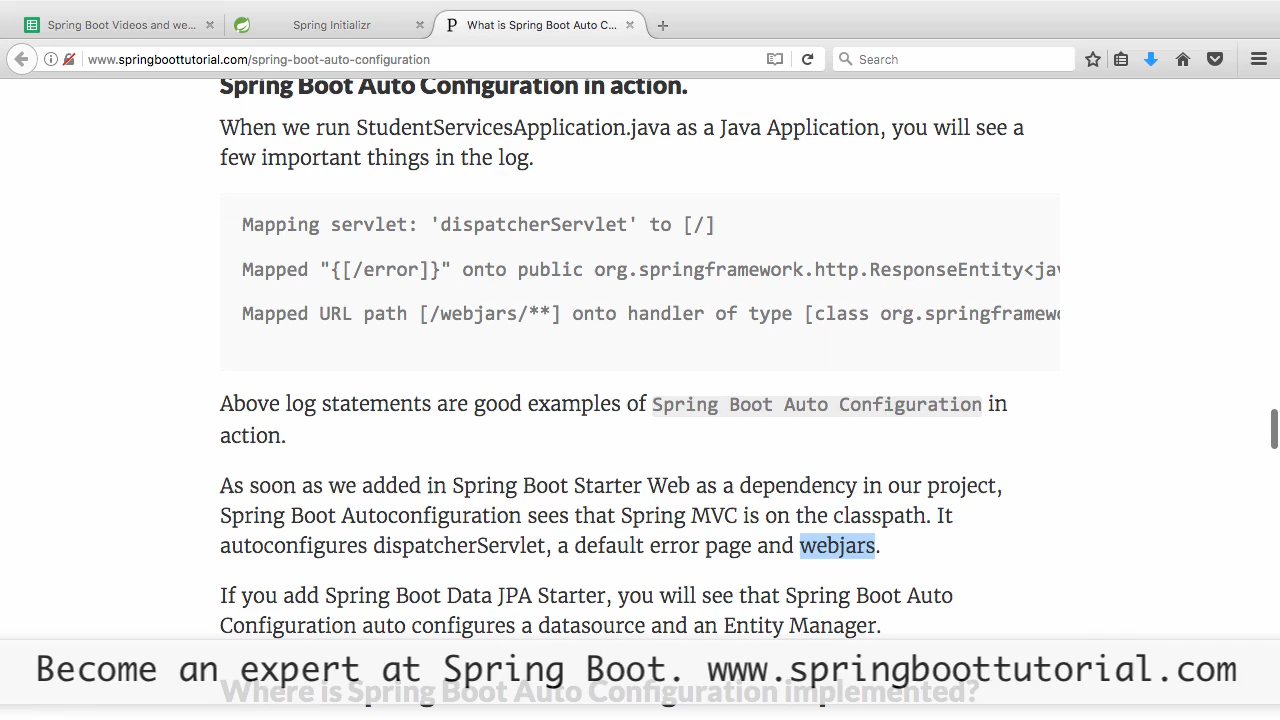 Spring Boot Videos and we...
Spring Initializr
What is Spring Boot Auto C...
www.springboottutorial.com/spring-boot-auto-configuration
Search
Spring Boot Auto Configuration in action.
When we run StudentServicesApplication.java as a Java Application, you will see a
few important things in the log.
Mapping servlet: 'dispatcherServlet' to [/]
Mapped "{[/error]}" onto public org.springframework.http.ResponseEntity<jav
Mapped URL path [/webjars/**] onto handler of type [class org.springframewo
Above log statements are good examples of Spring Boot Auto Configuration in
action.
As soon as we added in Spring Boot Starter Web as a dependency in our project,
Spring Boot Autoconfiguration sees that Spring MVC is on the classpath. It
autoconfigures dispatcherServlet, a default error page and webjars.
If you add Spring Boot Data JPA Starter, you will see that Spring Boot Auto
Configuration auto configures a datasource and an Entity Manager.
Become an expert at Spring Boot. www.springboottutorial.com
Where is Spring Boot Auto Configuration implemented?